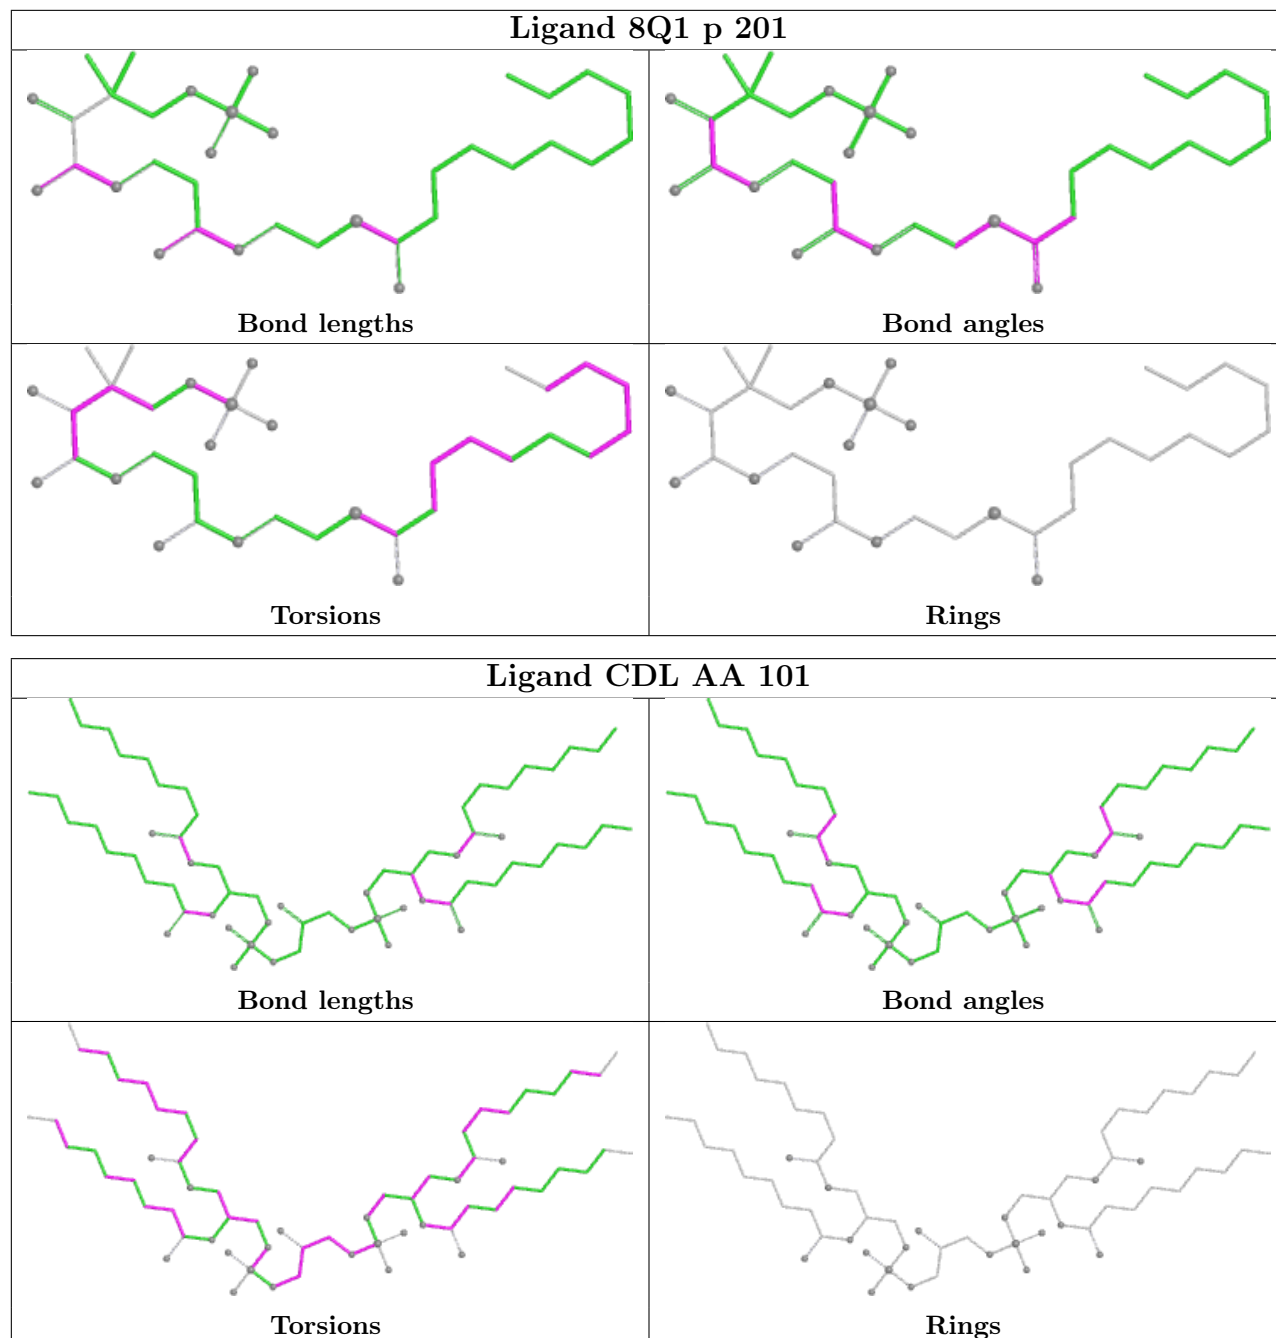 Ligand 8Q1 p 201
Bond lengths
Bond angles
Torsions
Rings
Ligand CDL AA 101
Bond lengths
Bond angles
Torsions
Rings